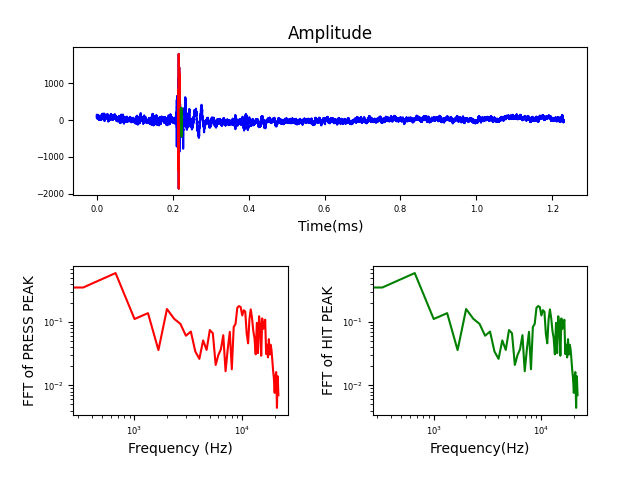 Amplitude
1000
0
−1000
−2000
0.0 0.2 0.4 0.6 0.8 1.0 1.2
Time(ms)
FFT of PRESS PEAK
10⁻¹
10⁻²
10³ 10⁴
Frequency (Hz)
FFT of HIT PEAK
10⁻¹
10⁻²
10³ 10⁴
Frequency(Hz)